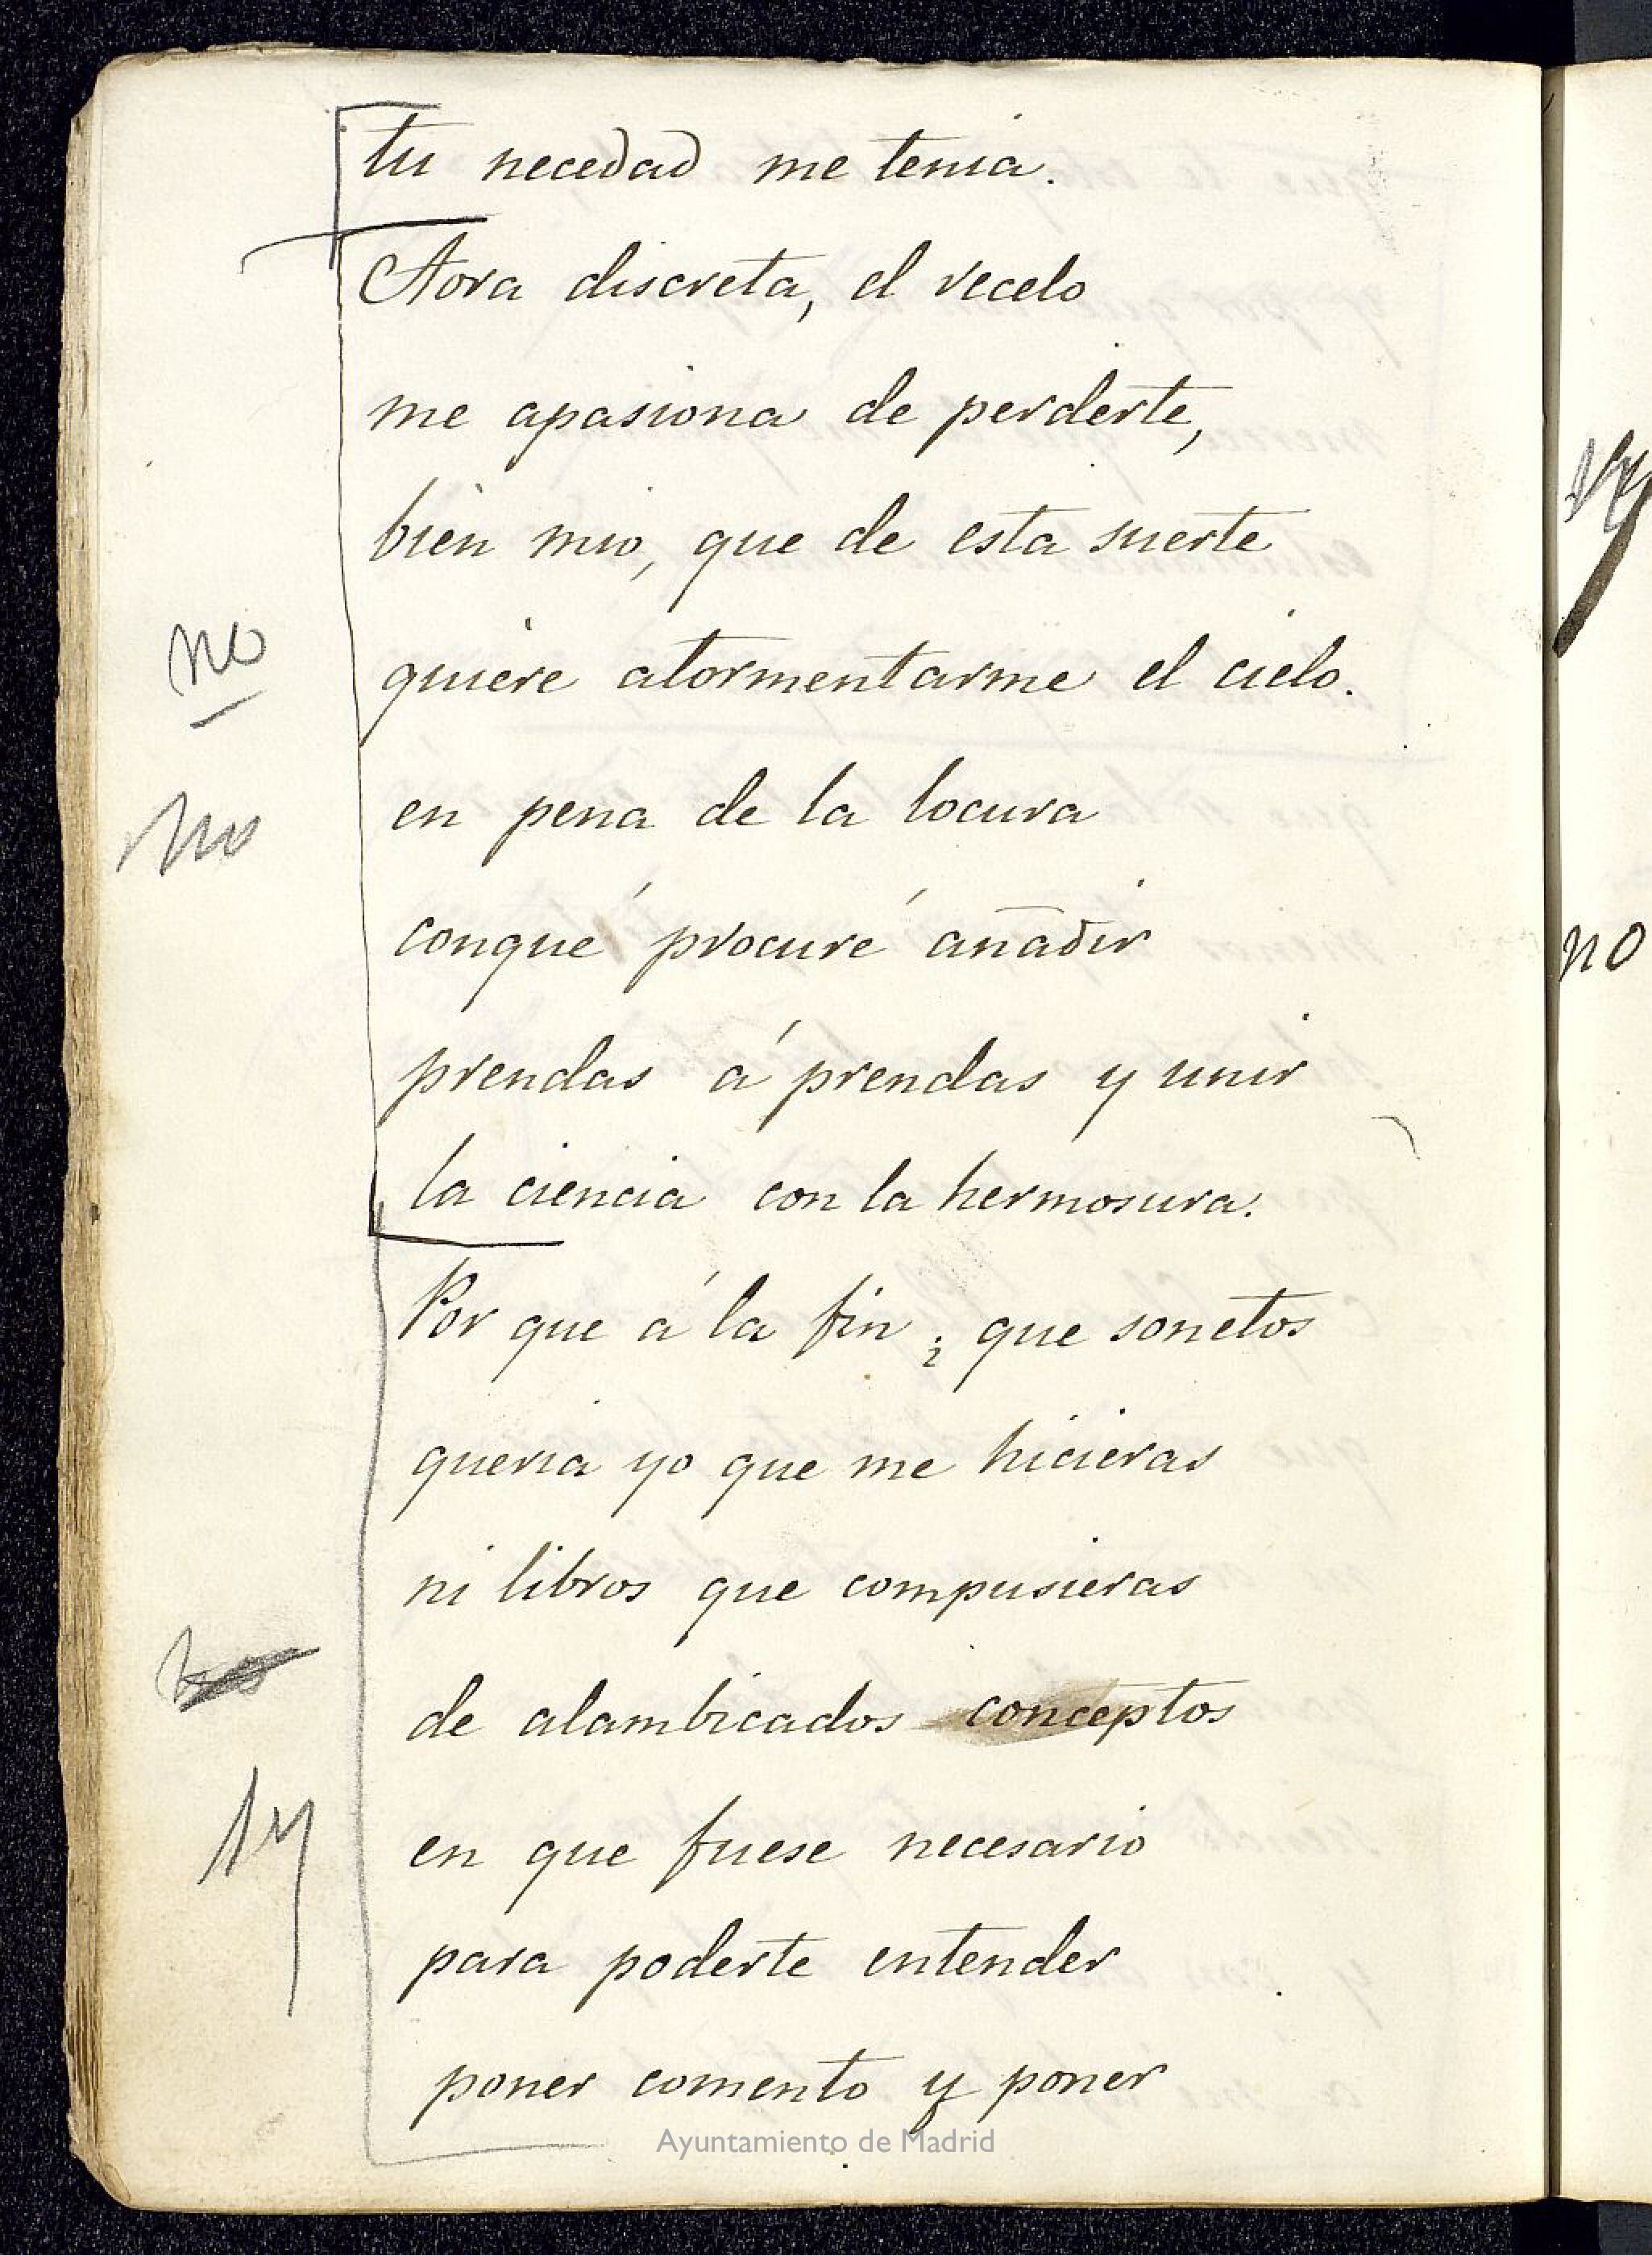 tu necedad me tenia.
Aora discreta, el recelo
me apasiona de perderte,
bien mio, que de esta suerte
no
quiere atormentarme el cielo.
no
en pena de la locura
conqué procuré añadir
no
prendas á prendas y unir
la ciencia con la hermosura.
Por que á la fin ¿ que sonetos
queria yo que me hicieras
ni libros que compusieras
de alambicados conceptos
en que fuese necesario
para poderte entender
poner comento y poner
Ayuntamiento de Madrid